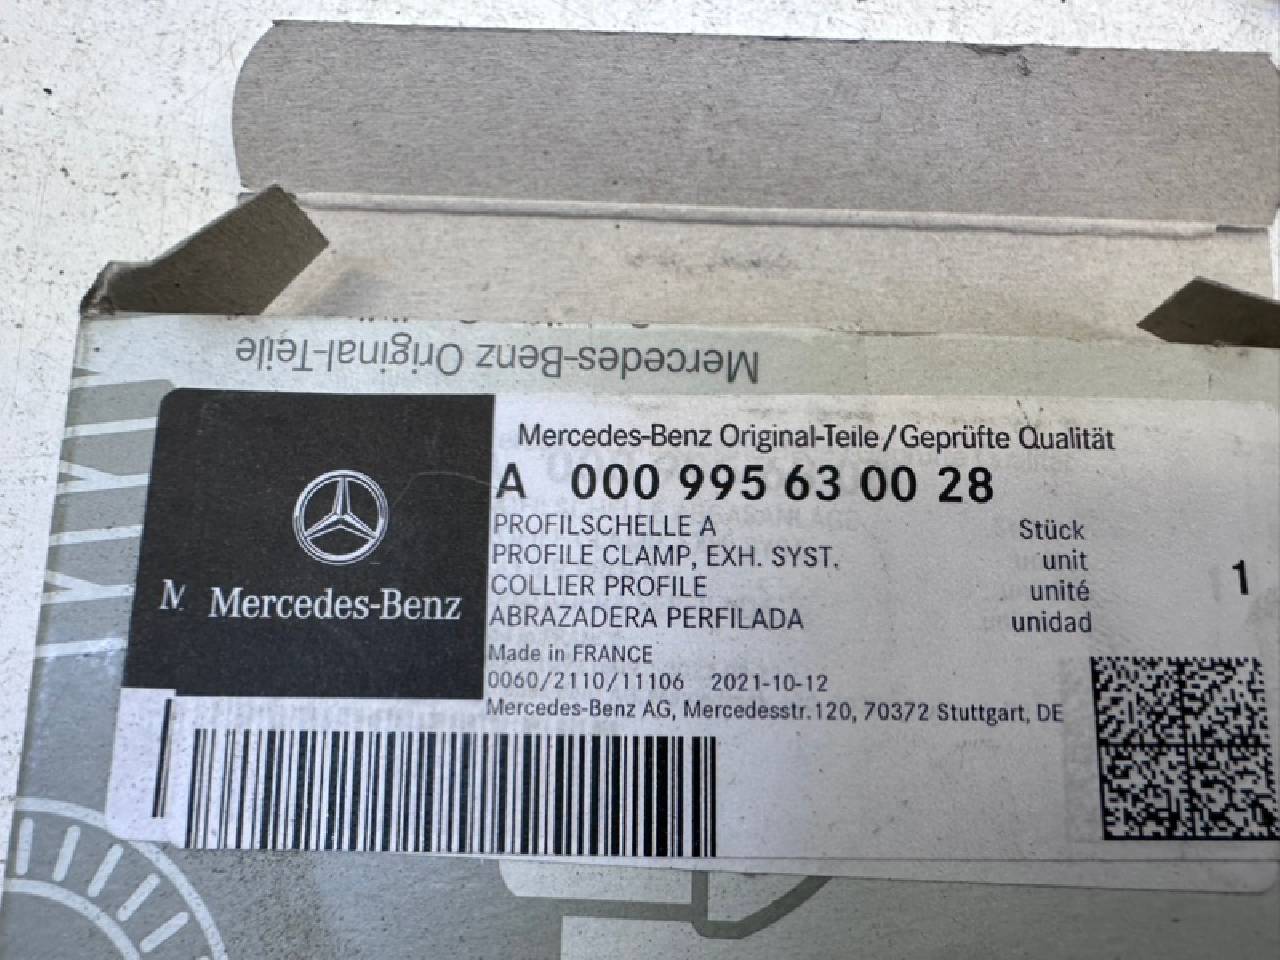 Mercedes-Benz Original-Teile
Mercedes-Benz Original-Teile/Geprüfte Qualität
A 000 995 63 00 28
PROFILSCHELLE A Stück
PROFILE CLAMP, EXH. SYST. unit
COLLIER PROFILE unité 1
ABRAZADERA PERFILADA unidad
M Mercedes-Benz
Made in FRANCE
0060/2110/11106 2021-10-12
Mercedes-Benz AG, Mercedesstr.120, 70372 Stuttgart, DE